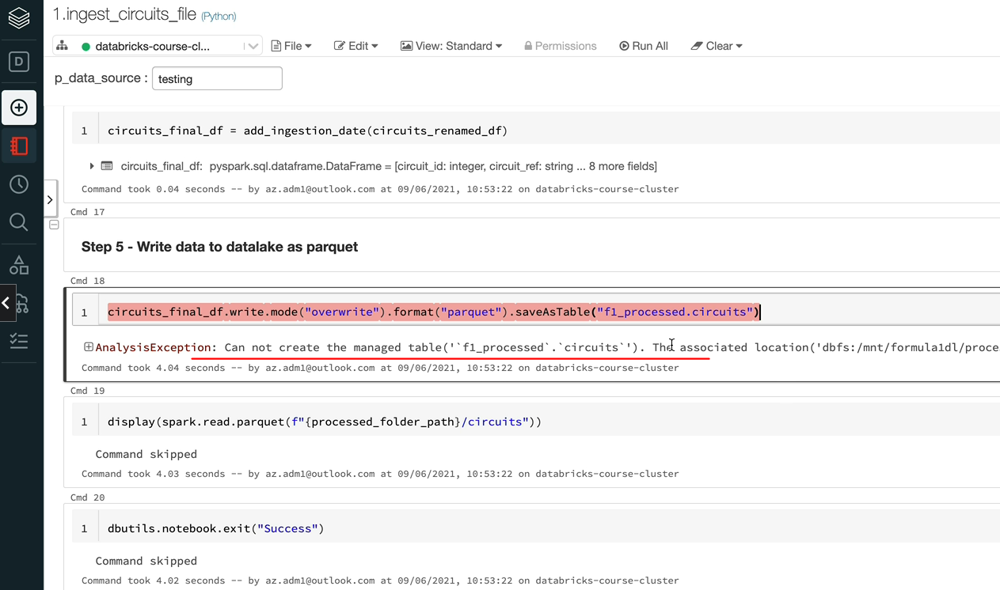 1.ingest_circuits_file (Python)
databricks-course-cl... File Edit View: Standard Permissions Run All Clear
D
p_data_source : testing
1 circuits_final_df = add_ingestion_date(circuits_renamed_df)
circuits_final_df: pyspark.sql.dataframe.DataFrame = [circuit_id: integer, circuit_ref: string ... 8 more fields]
Command took 0.04 seconds -- by az.adm1@outlook.com at 09/06/2021, 10:53:22 on databricks-course-cluster
Cmd 17
Step 5 - Write data to datalake as parquet
Cmd 18
1 circuits_final_df.write.mode("overwrite").format("parquet").saveAsTable("f1_processed.circuits")
AnalysisException: Can not create the managed table('`f1_processed`.`circuits`'). The associated location('dbfs:/mnt/formula1dl/proce
Command took 4.04 seconds -- by az.adm1@outlook.com at 09/06/2021, 10:53:22 on databricks-course-cluster
Cmd 19
1 display(spark.read.parquet(f"{processed_folder_path}/circuits"))
Command skipped
Command took 4.03 seconds -- by az.adm1@outlook.com at 09/06/2021, 10:53:22 on databricks-course-cluster
Cmd 20
1 dbutils.notebook.exit("Success")
Command skipped
Command took 4.02 seconds -- by az.adm1@outlook.com at 09/06/2021, 10:53:22 on databricks-course-cluster